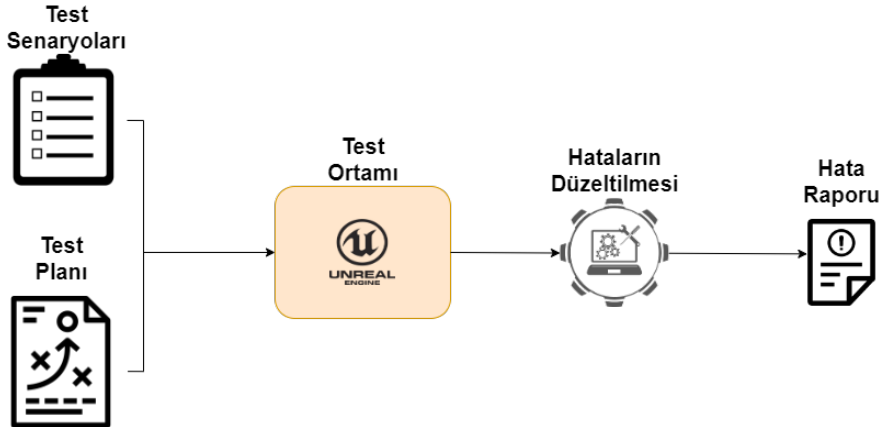 Test
Senaryoları
Test
Planı
Test
Ortamı
UNREAL
ENGINE
Hataların
Düzeltilmesi
Hata
Raporu